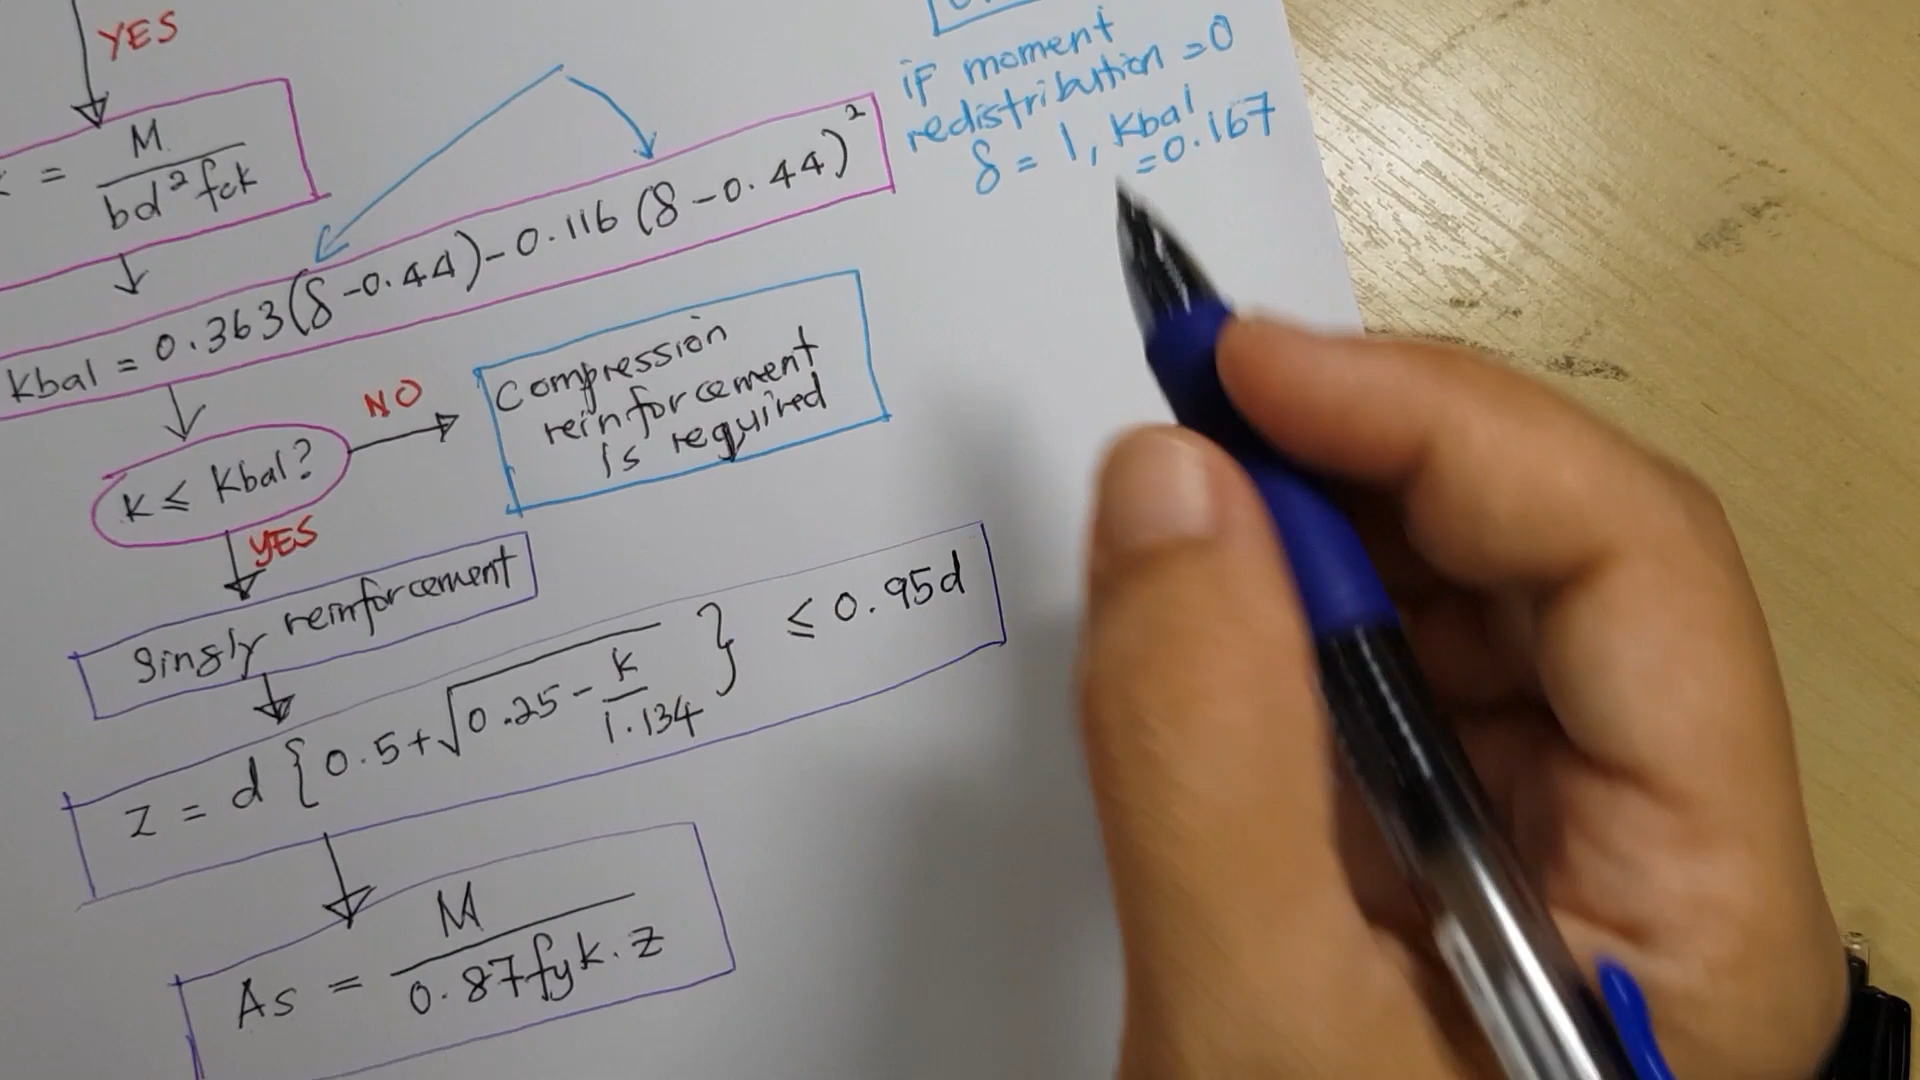 YES
= M / bd²fck
if moment
redistribution = 0
δ = 1, kbal
= 0.167
kbal = 0.363(δ-0.44)-0.116(δ-0.44)²
k ≤ kbal?
NO
compression
reinforcement
is required
YES
Singly reinforcement
z = d {0.5+√0.25-k/1.134} ≤ 0.95d
As = M / 0.87fyk.z